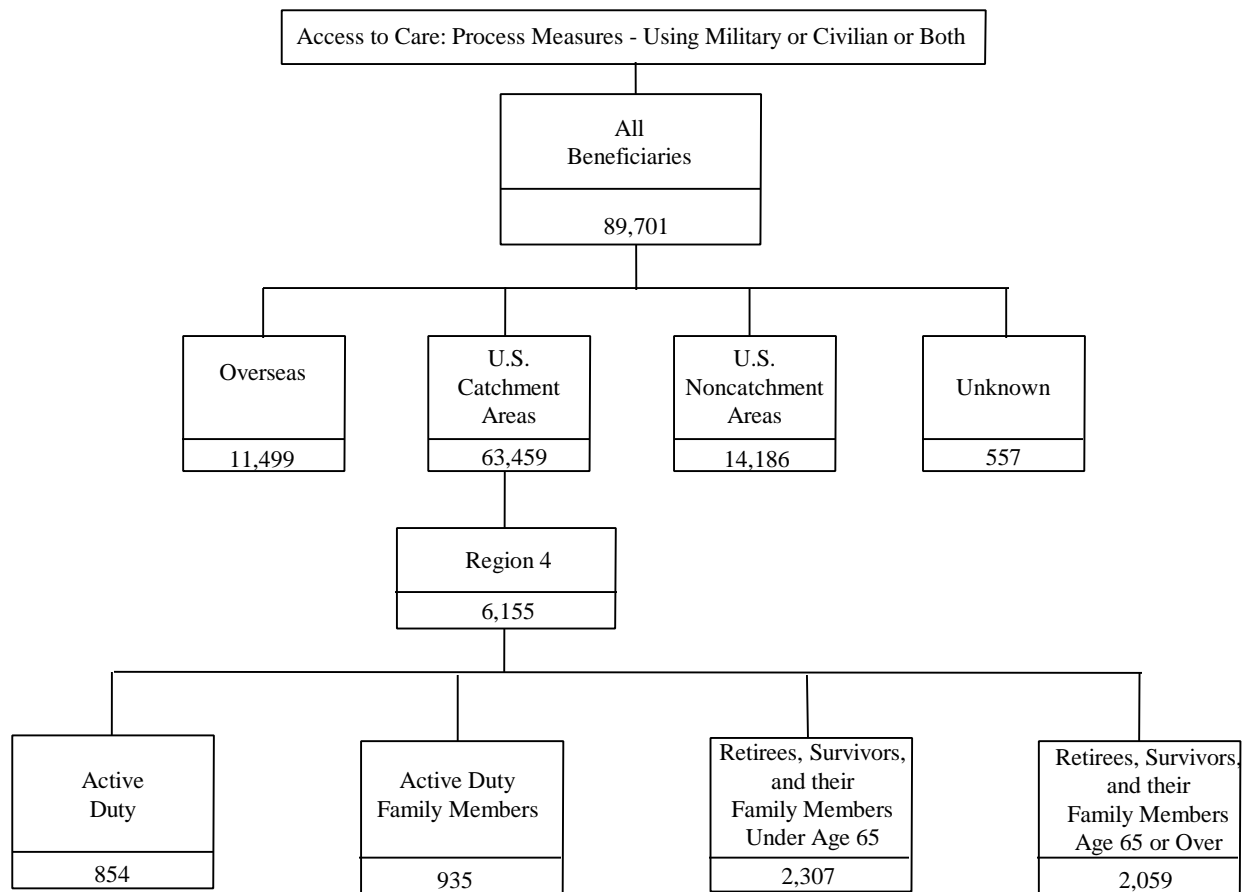 Access to Care: Process Measures - Using Military or Civilian or Both
All
Beneficiaries
89,701
Overseas
11,499
U.S.
Catchment
Areas
63,459
U.S.
Noncatchment
Areas
14,186
Unknown
557
Region 4
6,155
Active
Duty
854
Active Duty
Family Members
935
Retirees, Survivors,
and their
Family Members
Under Age 65
2,307
Retirees, Survivors,
and their
Family Members
Age 65 or Over
2,059